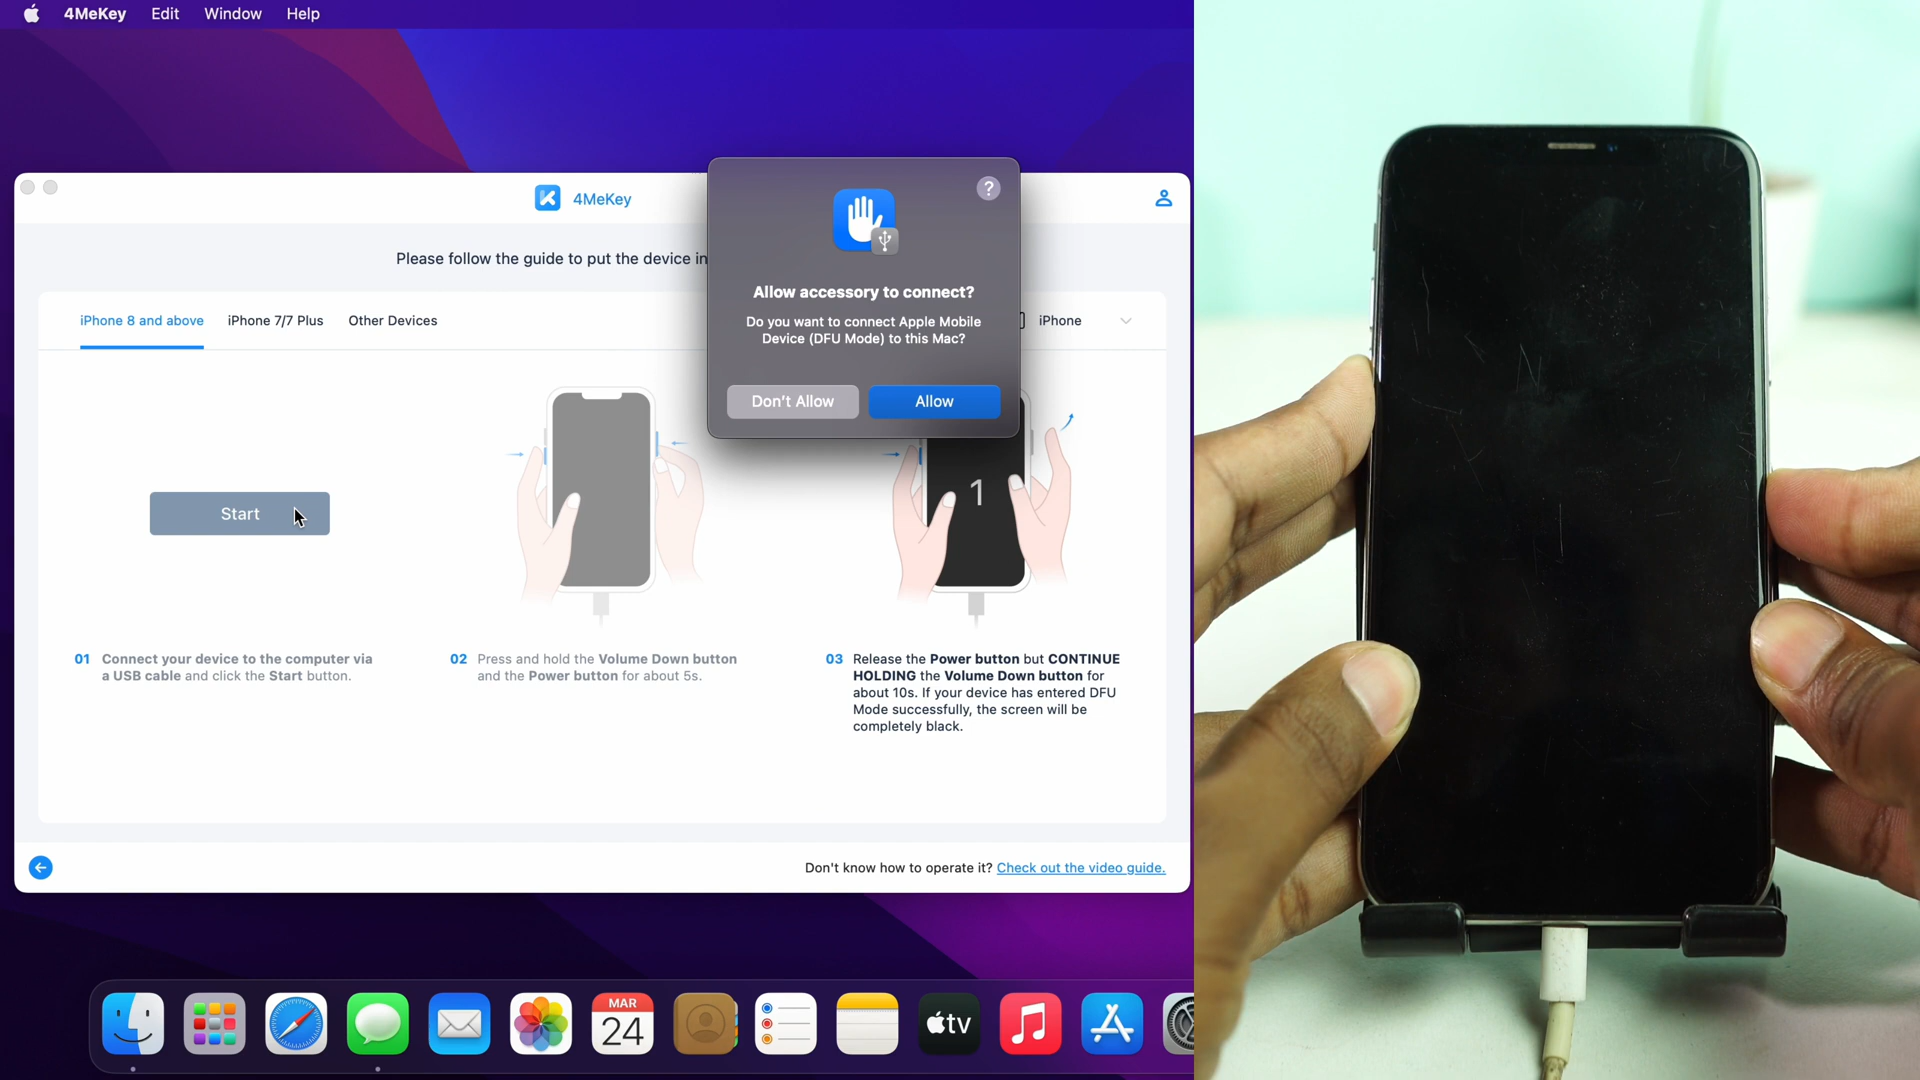 4MeKey Edit Window Help
4MeKey
Please follow the guide to put the device in
iPhone 8 and above iPhone 7/7 Plus Other Devices
iPhone
?
Allow accessory to connect?
Do you want to connect Apple Mobile
Device (DFU Mode) to this Mac?
Don't Allow Allow
Start
1
01 Connect your device to the computer via
a USB cable and click the Start button.
02 Press and hold the Volume Down button
and the Power button for about 5s.
03 Release the Power button but CONTINUE
HOLDING the Volume Down button for
about 10s. If your device has entered DFU
Mode successfully, the screen will be
completely black.
Don't know how to operate it? Check out the video guide.
MAR
24
tv